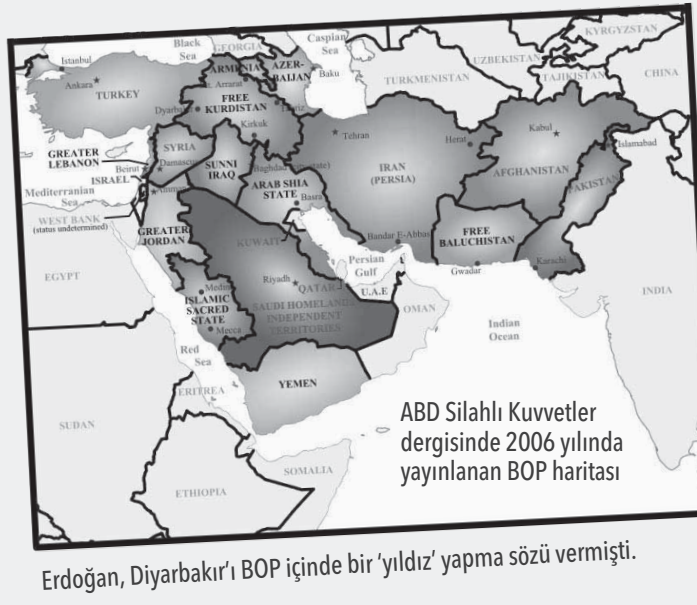 Black
Sea
Caspian
Sea
GEORGIA
KYRGYZSTAN
UZBEKISTAN
Istanbul
ARMENIA
AZER-
BAIJAN
Baku
TURKMENISTAN
TAJIKISTAN
CHINA
Ankara
TURKEY
Mt. Ararat
FREE
KURDISTAN
Kirkuk
Tehran
Herat
Kabul
Islamabad
AFGHANISTAN
SYRIA
GREATER
LEBANON
Beirut
Damascus
SUNNI
IRAQ
Baghdad
IRAN
(PERSIA)
PAKISTAN
ISRAEL
Mediterranean
Sea
ARAB SHIA
STATE
Basra
WEST BANK
(status undetermined)
GREATER
JORDAN
KUWAIT
Bandar E-Abbas
FREE
BALUCHISTAN
Persian
Gulf
Gwadar
Karachi
EGYPT
Riyadh
QATAR
U.A.E
INDIA
ISLAMIC
SACRED
STATE
Mecca
SAUDI HOMELANDS
INDEPENDENT
TERRITORIES
OMAN
Indian
Ocean
Red
Sea
YEMEN
ERITREA
SUDAN
ETHIOPIA
SOMALIA
ABD Silahlı Kuvvetler
dergisinde 2006 yılında
yayınlanan BOP haritası
Erdoğan, Diyarbakır’ı BOP içinde bir ‘yıldız’ yapma sözü vermişti.